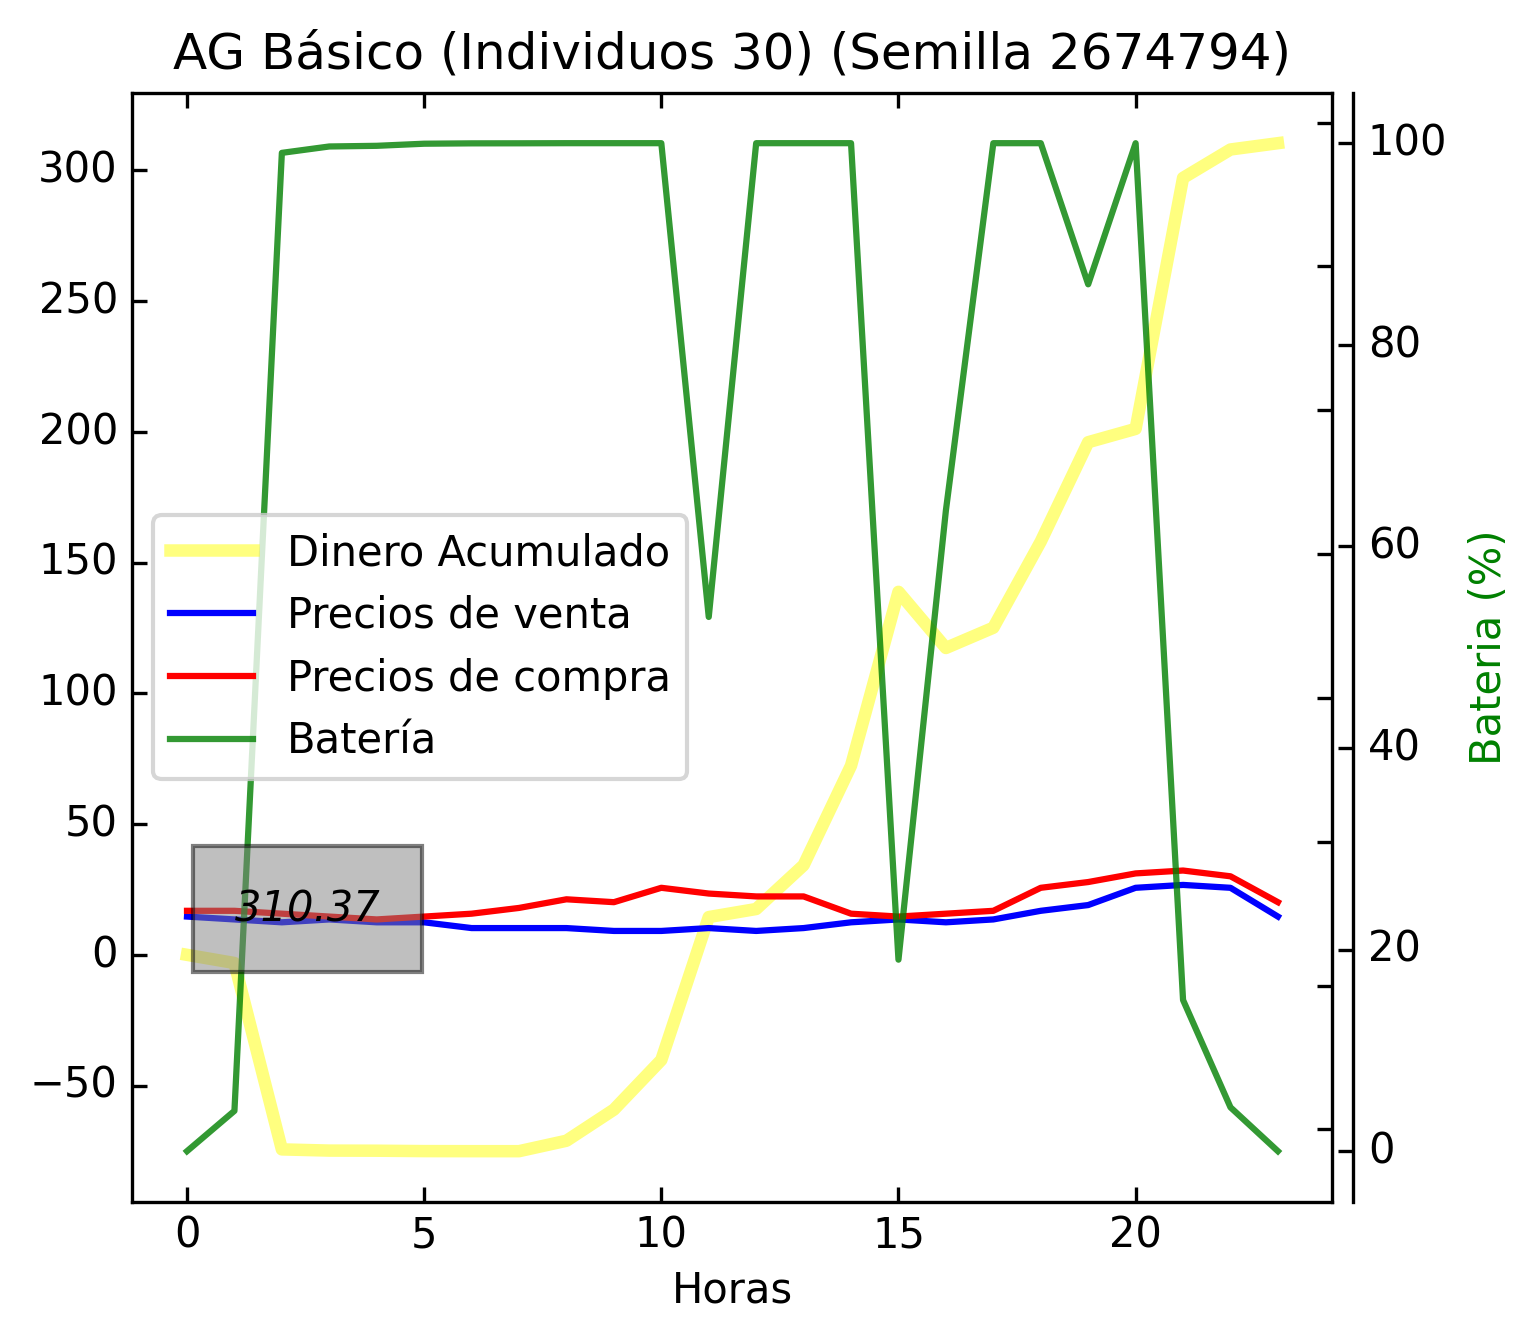 AG Básico (Individuos 30) (Semilla 2674794)
300
250
200
150
100
50
0
−50
Dinero Acumulado
Precios de venta
Precios de compra
Batería
310.37
100
80
60
40
20
0
Bateria (%)
0 5 10 15 20
Horas